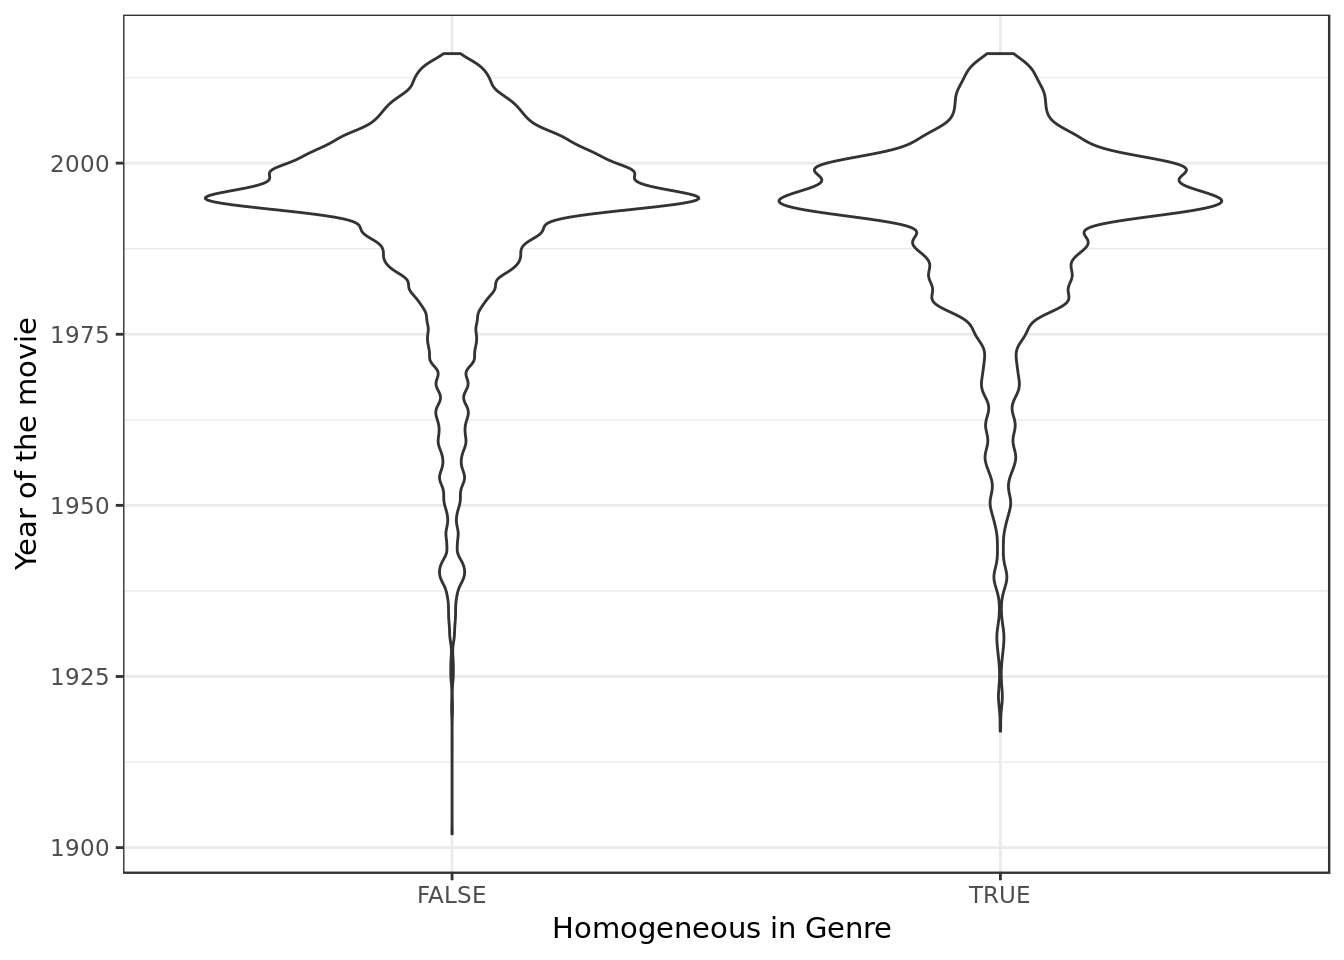 Year of the movie
2000
1975
1950
1925
1900
FALSE
TRUE
Homogeneous in Genre